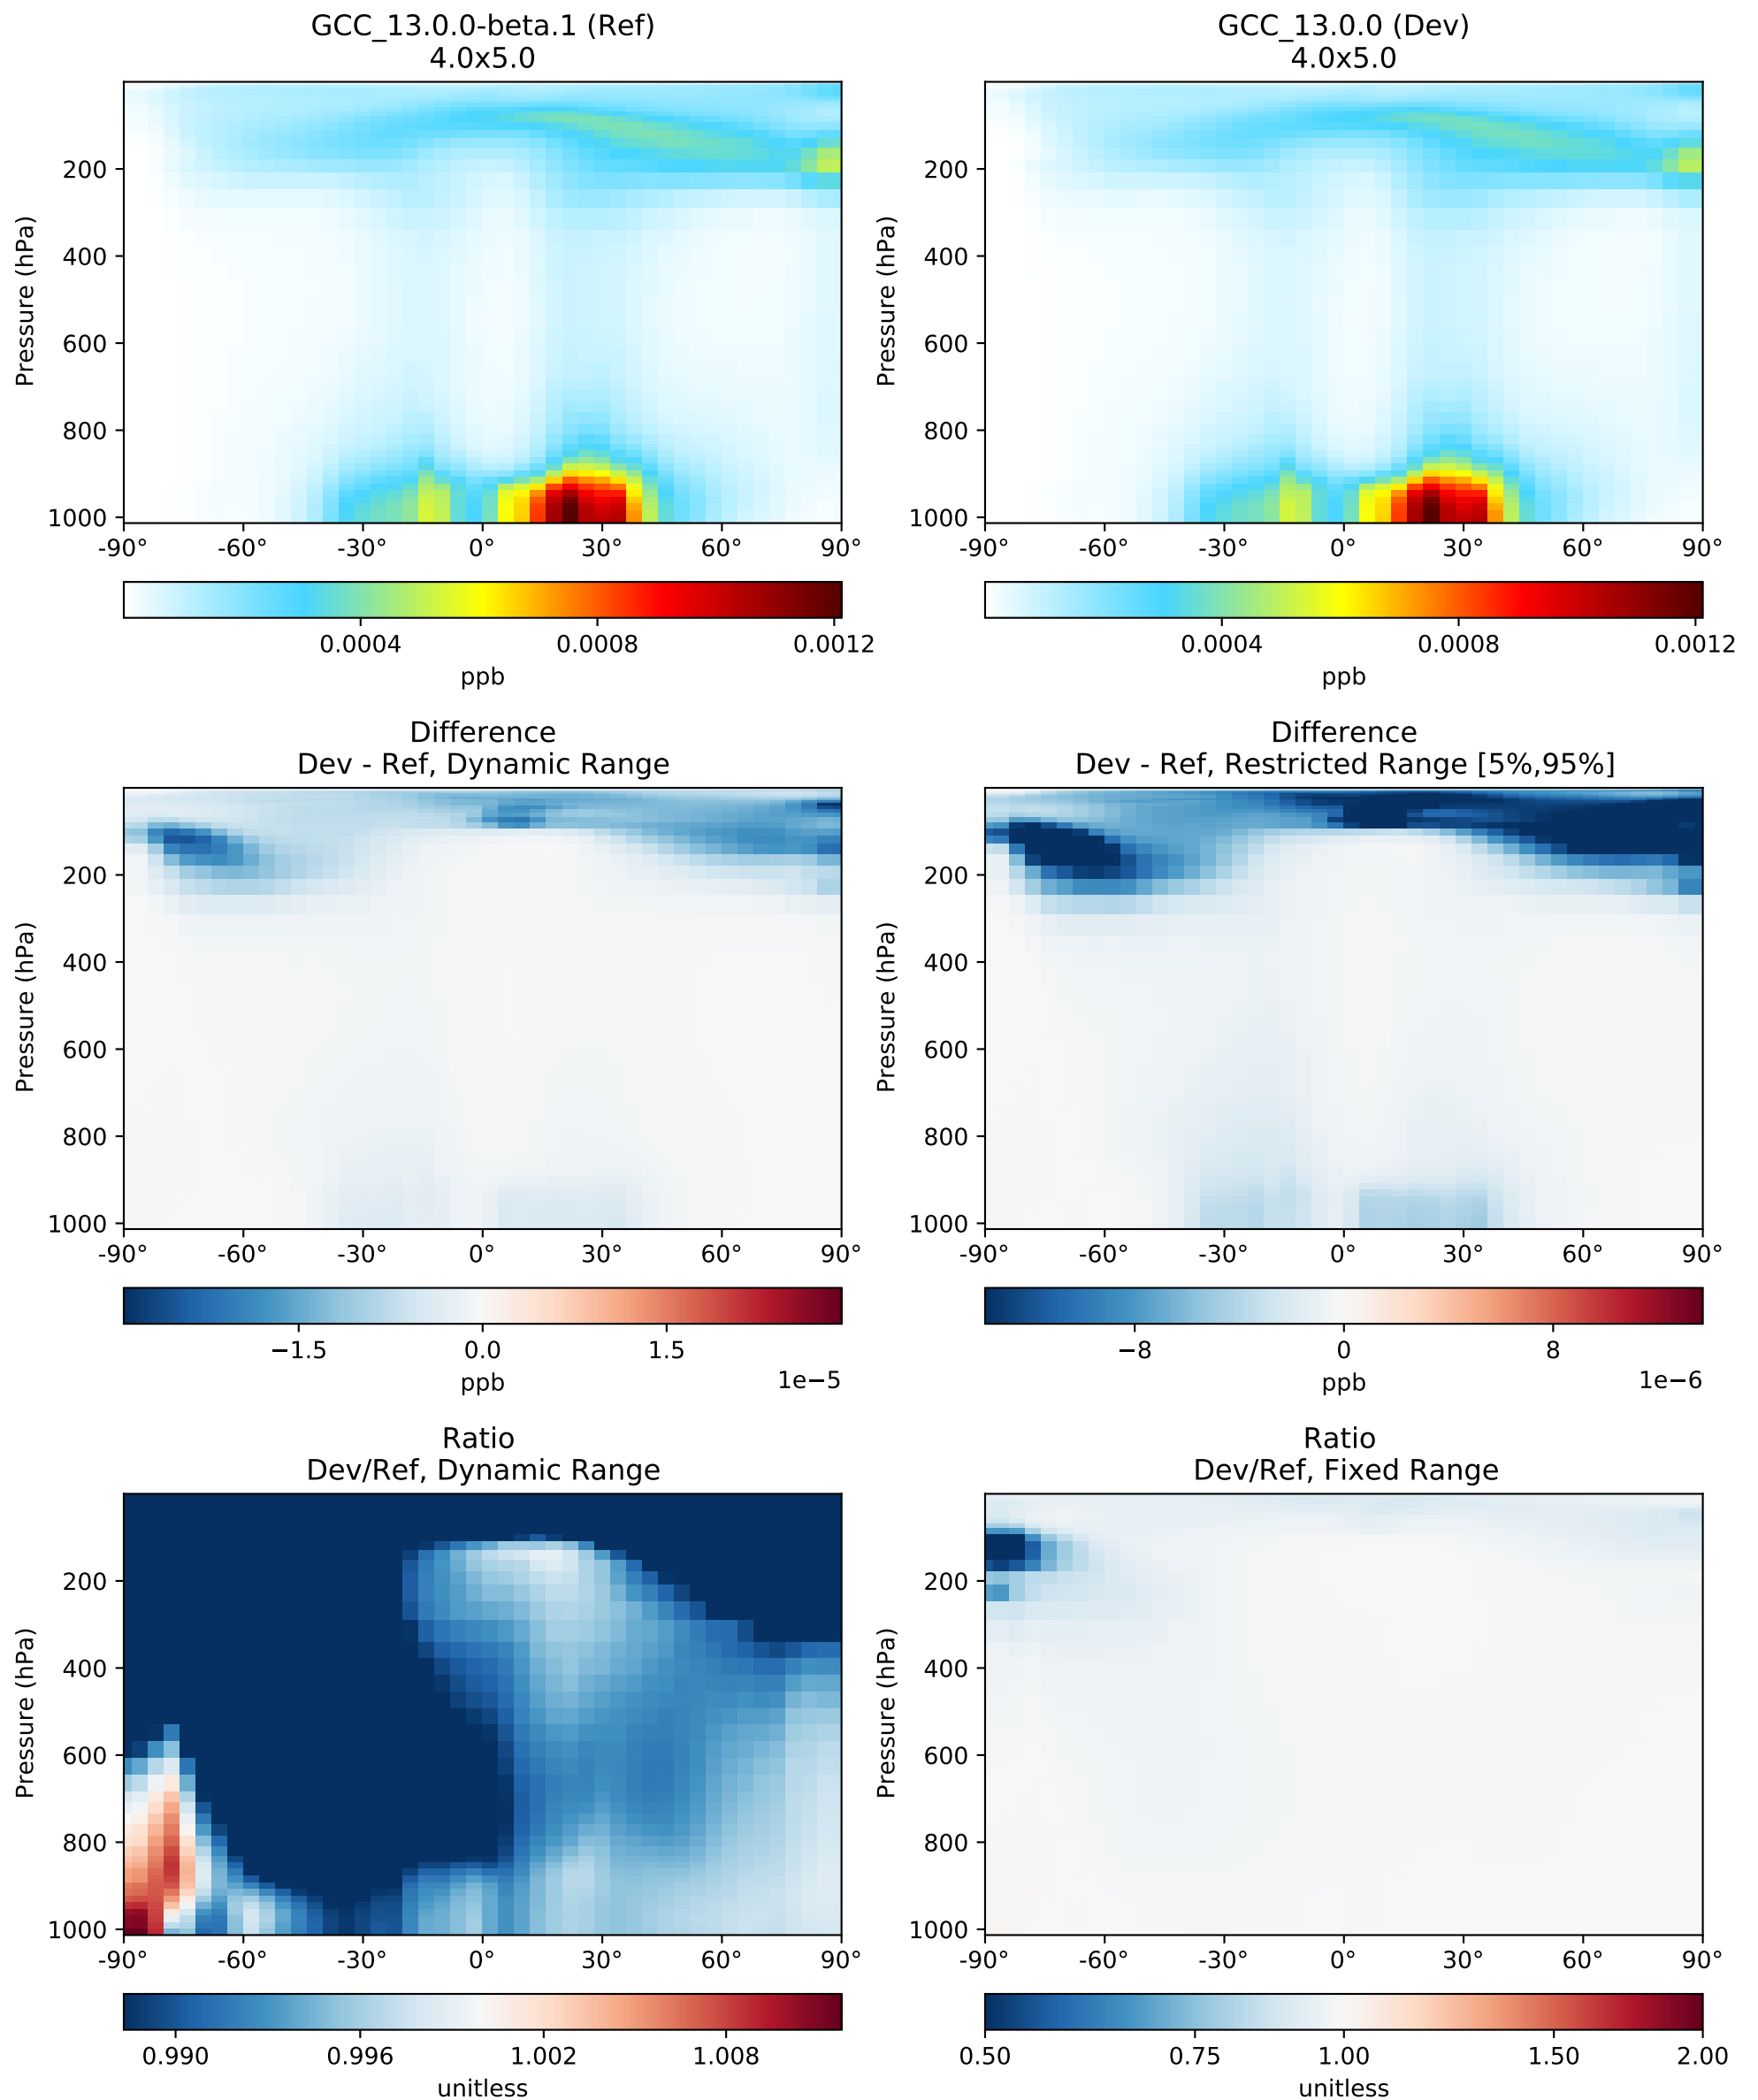 GCC_13.0.0-beta.1 (Ref)
4.0x5.0
Pressure (hPa)
200
400
600
800
1000
-90° -60° -30° 0° 30° 60° 90°
0.0004 0.0008 0.0012
ppb
GCC_13.0.0 (Dev)
4.0x5.0
Pressure (hPa)
200
400
600
800
1000
-90° -60° -30° 0° 30° 60° 90°
0.0004 0.0008 0.0012
ppb
Difference
Dev - Ref, Dynamic Range
Pressure (hPa)
200
400
600
800
1000
-90° -60° -30° 0° 30° 60° 90°
−1.5 0.0 1.5
ppb 1e−5
Difference
Dev - Ref, Restricted Range [5%,95%]
Pressure (hPa)
200
400
600
800
1000
-90° -60° -30° 0° 30° 60° 90°
−8 0 8
ppb 1e−6
Ratio
Dev/Ref, Dynamic Range
Pressure (hPa)
200
400
600
800
1000
-90° -60° -30° 0° 30° 60° 90°
0.990 0.996 1.002 1.008
unitless
Ratio
Dev/Ref, Fixed Range
Pressure (hPa)
200
400
600
800
1000
-90° -60° -30° 0° 30° 60° 90°
0.50 0.75 1.00 1.50 2.00
unitless